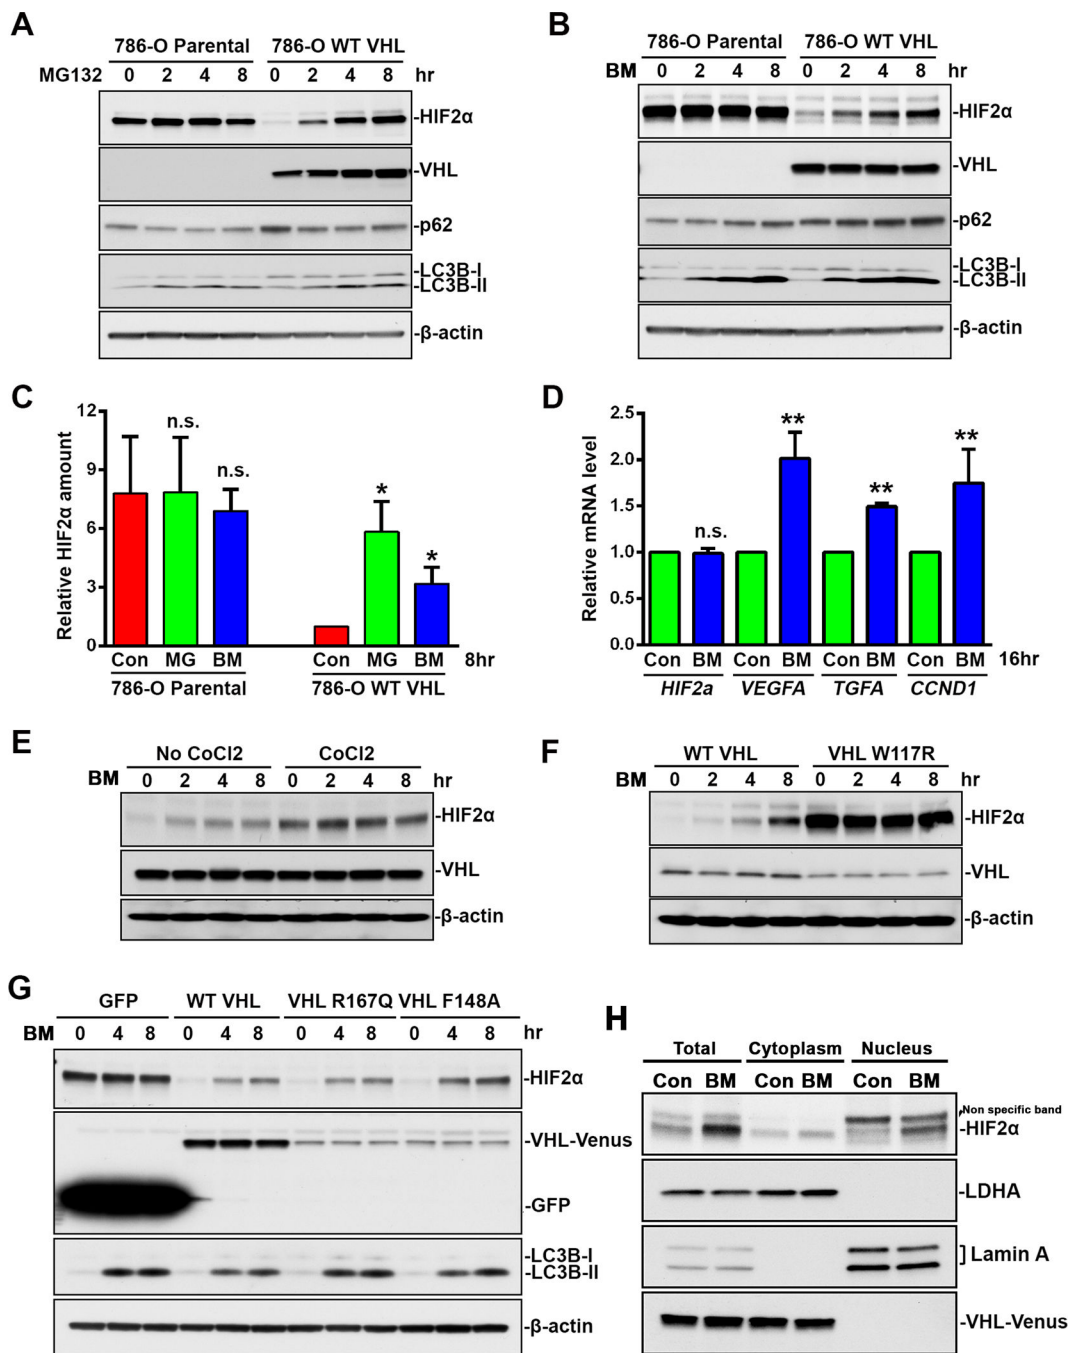 A
786-O Parental 786-O WT VHL
MG132 0 2 4 8 0 2 4 8 hr
-HIF2α
-VHL
-p62
-LC3B-I
-LC3B-II
-β-actin
B
786-O Parental 786-O WT VHL
BM 0 2 4 8 0 2 4 8 hr
-HIF2α
-VHL
-p62
-LC3B-I
-LC3B-II
-β-actin
C
Relative HIF2α amount
12
9
6
3
0
n.s.
n.s.
*
*
Con MG BM Con MG BM 8hr
786-O Parental 786-O WT VHL
D
Relative mRNA level
2.5
2.0
1.5
1.0
0.5
0.0
n.s.
**
**
**
Con BM Con BM Con BM Con BM 16hr
HIF2a VEGFA TGFA CCND1
E
No CoCl2 CoCl2
BM 0 2 4 8 0 2 4 8 hr
-HIF2α
-VHL
-β-actin
F
WT VHL VHL W117R
BM 0 2 4 8 0 2 4 8 hr
-HIF2α
-VHL
-β-actin
G
GFP WT VHL VHL R167Q VHL F148A
BM 0 4 8 0 4 8 0 4 8 0 4 8 hr
-HIF2α
-VHL-Venus
-GFP
-LC3B-I
-LC3B-II
-β-actin
H
Total Cytoplasm Nucleus
Con BM Con BM Con BM
Non specific band
-HIF2α
-LDHA
Lamin A
-VHL-Venus